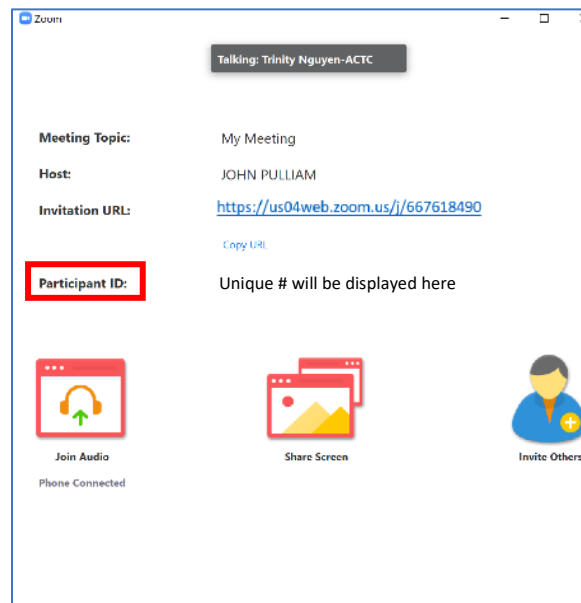 Zoom
Talking: Trinity Nguyen-ACTC
Meeting Topic: My Meeting
Host: JOHN PULLIAM
Invitation URL: https://us04web.zoom.us/j/667618490
Copy URL
Participant ID: Unique # will be displayed here
Join Audio Share Screen Invite Others
Phone Connected